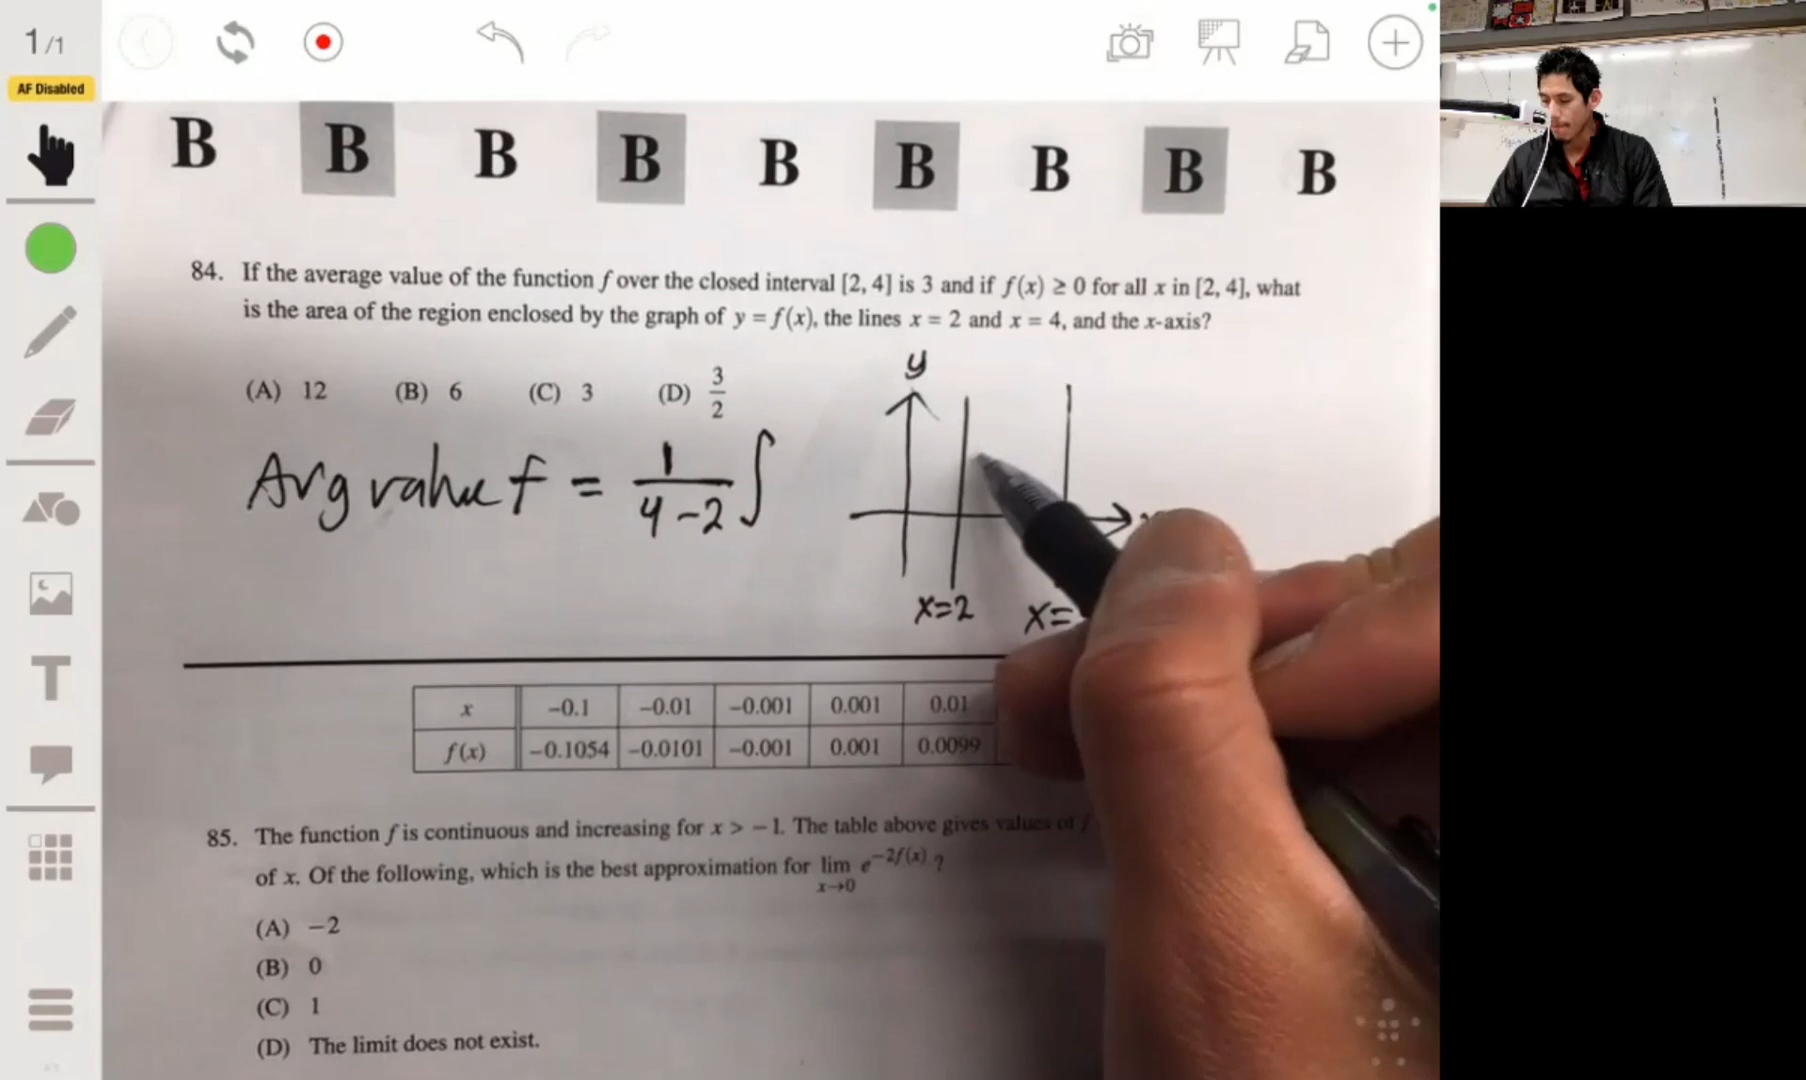 1/1
AF Disabled
B B B B B B B B B
84. If the average value of the function f over the closed interval [2, 4] is 3 and if f(x) ≥ 0 for all x in [2, 4], what
is the area of the region enclosed by the graph of y = f(x), the lines x = 2 and x = 4, and the x-axis?
(A) 12 (B) 6 (C) 3 (D) 3/2
Avg value f = 1/(4-2) ∫
y
x=2 x=
x -0.1 -0.01 -0.001 0.001 0.01
f(x) -0.1054 -0.0101 -0.001 0.001 0.0099
85. The function f is continuous and increasing for x > -1. The table above gives values of f
of x. Of the following, which is the best approximation for lim x→0 e^(-2f(x)) ?
(A) -2
(B) 0
(C) 1
(D) The limit does not exist.
T